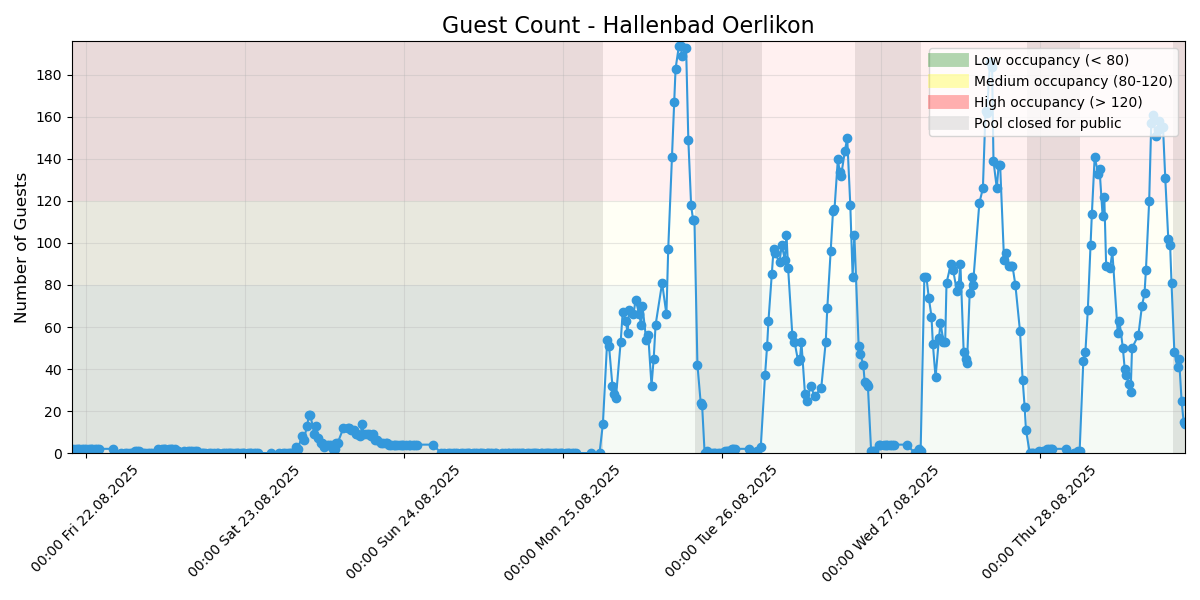 Guest Count - Hallenbad Oerlikon
Number of Guests
180
160
140
120
100
80
60
40
20
0
Low occupancy (< 80)
Medium occupancy (80-120)
High occupancy (> 120)
Pool closed for public
00:00 Fri 22.08.2025
00:00 Sat 23.08.2025
00:00 Sun 24.08.2025
00:00 Mon 25.08.2025
00:00 Tue 26.08.2025
00:00 Wed 27.08.2025
00:00 Thu 28.08.2025